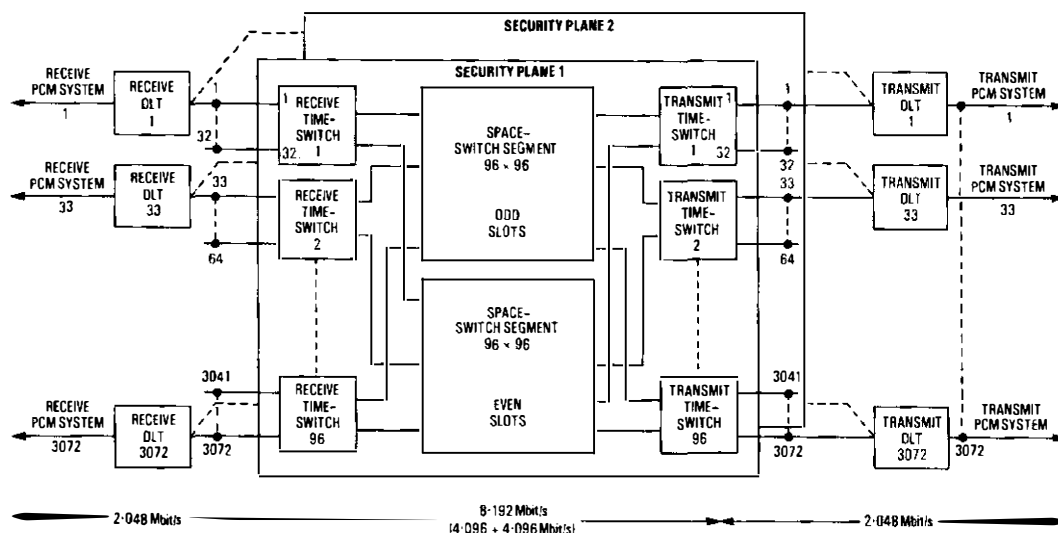 SECURITY PLANE 2
SECURITY PLANE 1
RECEIVE
PCM SYSTEM
1
RECEIVE
DLT
1
1
32
1
32
RECEIVE
TIME-
SWITCH
1
SPACE-
SWITCH SEGMENT
96 × 96
ODD
SLOTS
TRANSMIT
TIME-
SWITCH
1
1
32
1
32
TRANSMIT
DLT
1
TRANSMIT
PCM SYSTEM
1
RECEIVE
PCM SYSTEM
33
RECEIVE
DLT
33
33
64
RECEIVE
TIME-
SWITCH
2
TRANSMIT
TIME-
SWITCH
2
33
64
TRANSMIT
DLT
33
TRANSMIT
PCM SYSTEM
33
SPACE-
SWITCH SEGMENT
96 × 96
EVEN
SLOTS
RECEIVE
PCM SYSTEM
3072
RECEIVE
DLT
3072
3041
3072
RECEIVE
TIME-
SWITCH
96
TRANSMIT
TIME-
SWITCH
96
3041
3072
TRANSMIT
DLT
3072
3072
TRANSMIT
PCM SYSTEM
2·048 Mbit/s
8·192 Mbit/s
(4·096 + 4·096 Mbit/s)
2·048 Mbit/s